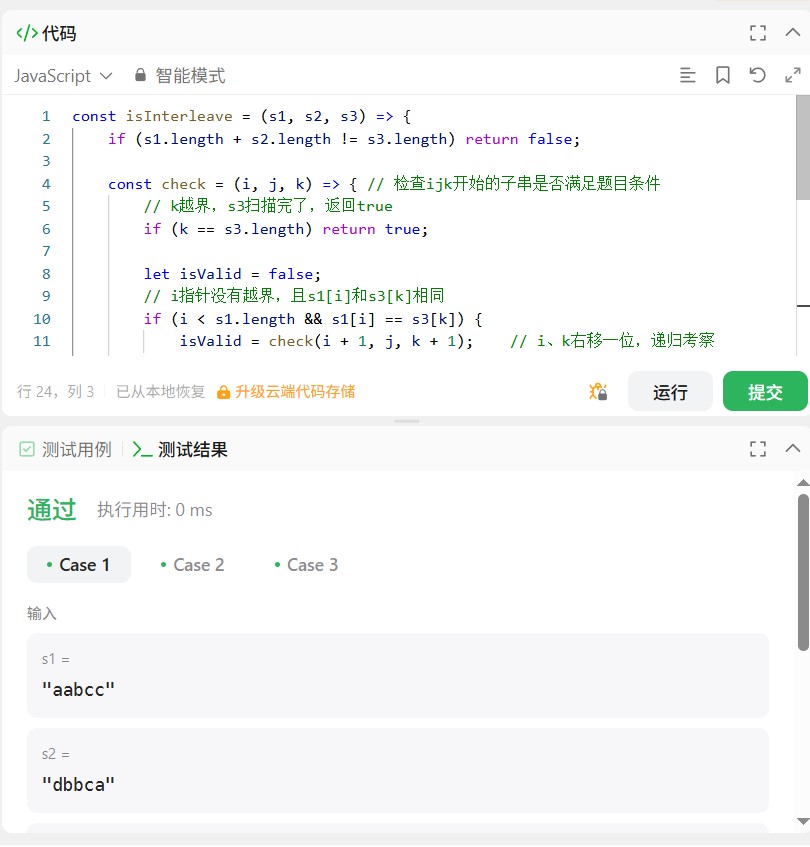 </> 代码
JavaScript 智能模式
1 const isInterleave = (s1, s2, s3) => {
2 if (s1.length + s2.length != s3.length) return false;
3
4 const check = (i, j, k) => { // 检查ijk开始的子串是否满足题目条件
5 // k越界，s3扫描完了，返回true
6 if (k == s3.length) return true;
7
8 let isValid = false;
9 // i指针没有越界，且s1[i]和s3[k]相同
10 if (i < s1.length && s1[i] == s3[k]) {
11 isValid = check(i + 1, j, k + 1); // i、k右移一位，递归考察
行 24，列 3 已从本地恢复 升级云端代码存储 运行 提交
测试用例 >_ 测试结果
通过 执行用时: 0 ms
• Case 1 • Case 2 • Case 3
输入
s1 =
"aabcc"
s2 =
"dbbca"